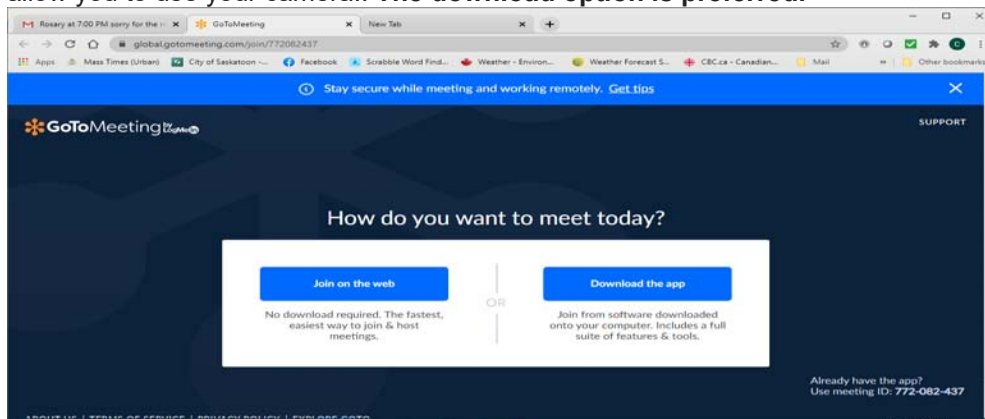 allow you to use your camera.. The download option is preferred
Rosary at 7:00 PM sorry for the
GoToMeeting
New Tab
global.gotomeeting.com/join/772082437
Apps Mass Times (Urban) City of Saskatoon -... Facebook Scrabble Word Find... Weather - Environ... Weather Forecast S... CBC.ca - Canadian... Mail Other bookmarks
Stay secure while meeting and working remotely. Get tips
GoToMeeting by LogMeIn
SUPPORT
How do you want to meet today?
Join on the web
No download required. The fastest,
easiest way to join & host
meetings.
OR
Download the app
Join from software downloaded
onto your computer. Includes a full
suite of features & tools.
Already have the app?
Use meeting ID: 772-082-437
ABOUT US | TERMS OF SERVICE | PRIVACY POLICY | EXPLORE GOTO